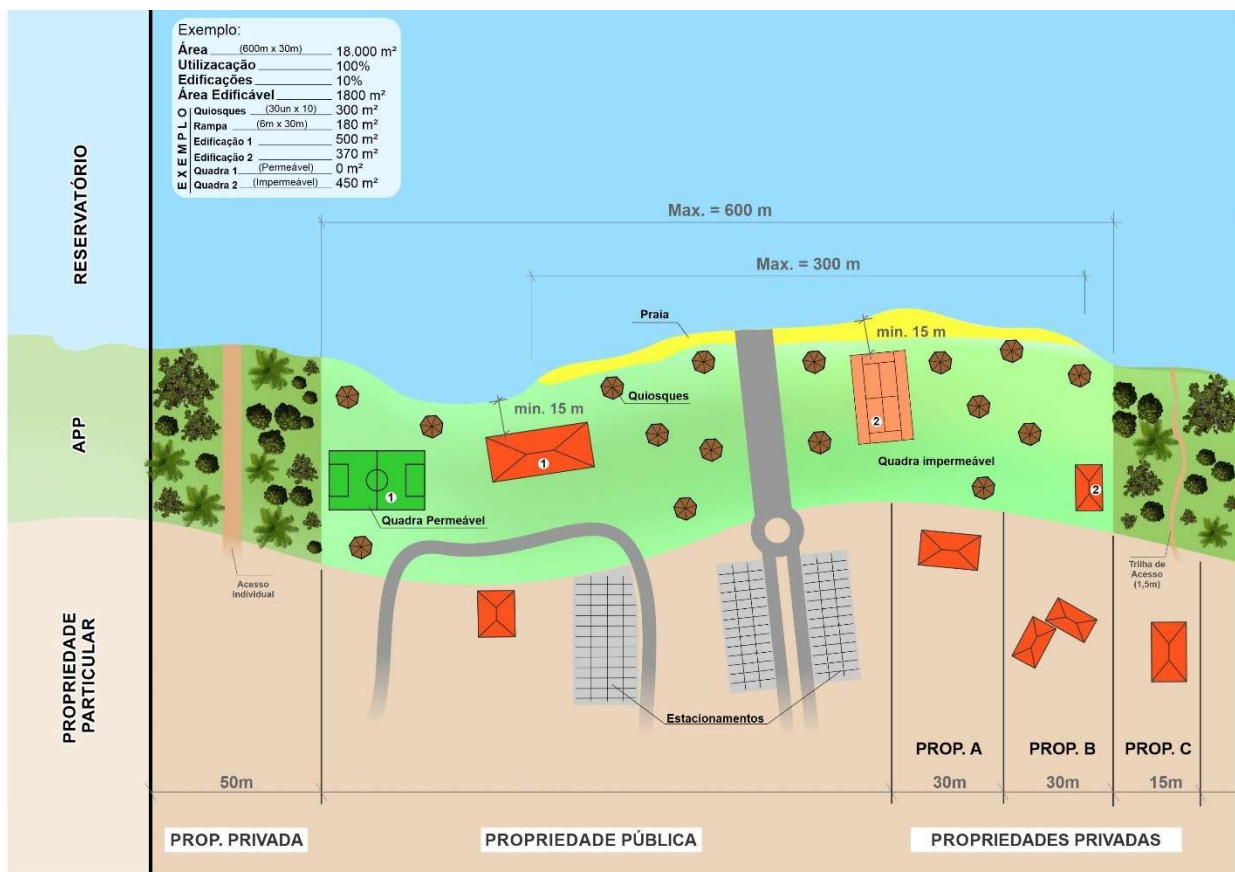 Exemplo:
Área (600m x 30m) 18.000 m²
Utilizacação 100%
Edificações 10%
Área Edificável 1800 m²
EXEMPLO
Quiosques (30un x 10) 300 m²
Rampa (6m x 30m) 180 m²
Edificação 1 500 m²
Edificação 2 370 m²
Quadra 1 (Permeável) 0 m²
Quadra 2 (Impermeável) 450 m²
RESERVATÓRIO
Max. = 600 m
Max. = 300 m
Praia
min. 15 m
Quiosques
min. 15 m
2
APP
1
Quadra impermeável
2
1
Quadra Permeável
Acesso
Individual
Trilha de
Acesso
(1,5m)
PROPRIEDADE
PARTICULAR
Estacionamentos
PROP. A
PROP. B
PROP. C
50m
30m
30m
15m
PROP. PRIVADA
PROPRIEDADE PÚBLICA
PROPRIEDADES PRIVADAS